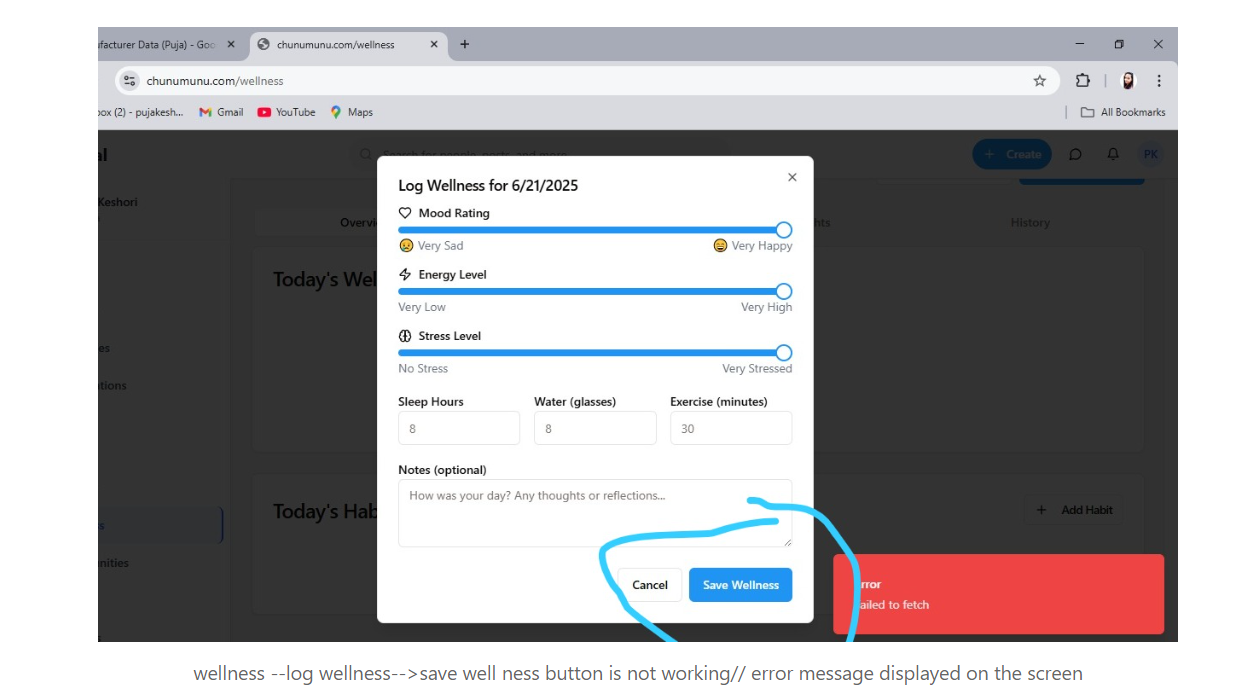 facturer Data (Puja) - Goo
chunumunu.com/wellness
chunumunu.com/wellness
box (2) - pujakesh...
Gmail
YouTube
Maps
All Bookmarks
al
Search for people, posts, and more
Create
PK
Keshori
Overvi
hts
History
Today's Wel
Log Wellness for 6/21/2025
Mood Rating
Very Sad
Very Happy
Energy Level
Very Low
Very High
Stress Level
No Stress
Very Stressed
es
ations
Sleep Hours
Water (glasses)
Exercise (minutes)
8
8
30
Notes (optional)
How was your day? Any thoughts or reflections...
Today's Hab
+ Add Habit
s
unities
Cancel
Save Wellness
rror
ailed to fetch
s
wellness --log wellness-->save well ness button is not working// error message displayed on the screen